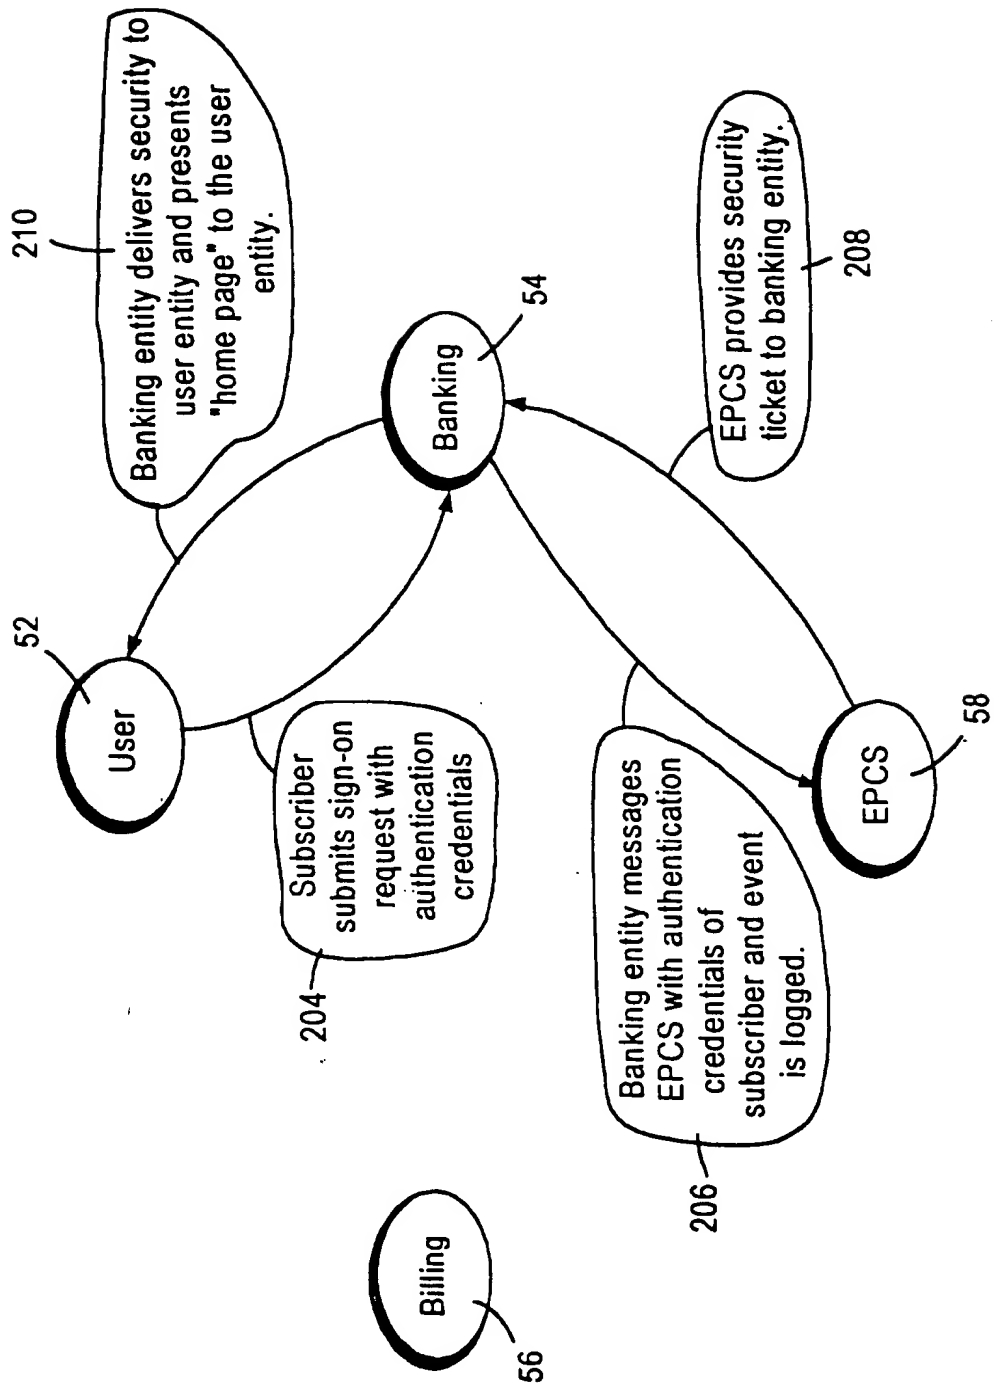 210
Banking entity delivers security to
user entity and presents
"home page" to the user
entity.
52
User
Subscriber
submits sign-on
request with
authentication
credentials
204
Banking
54
EPCS provides security
ticket to banking entity.
208
Banking entity messages
EPCS with authentication
credentials of
subscriber and event
is logged.
206
EPCS
58
Billing
56